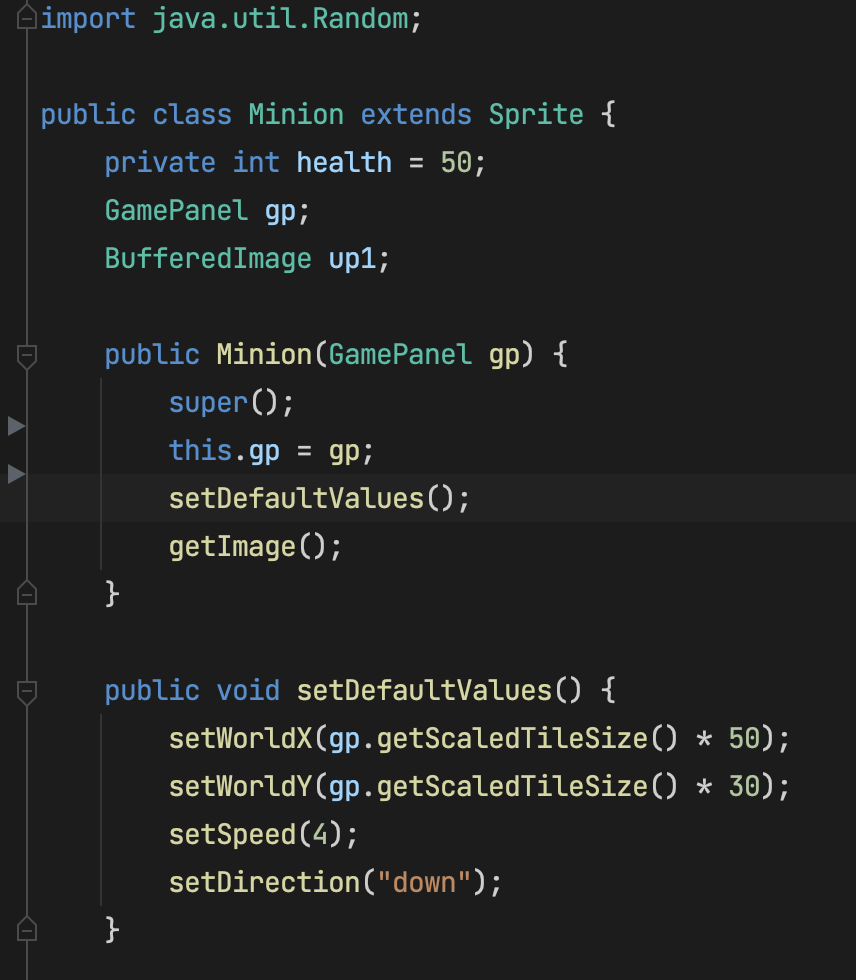 import java.util.Random;
public class Minion extends Sprite {
    private int health = 50;
    GamePanel gp;
    BufferedImage up1;
    public Minion(GamePanel gp) {
        super();
        this.gp = gp;
        setDefaultValues();
        getImage();
    }
    public void setDefaultValues() {
        setWorldX(gp.getScaledTileSize() * 50);
        setWorldY(gp.getScaledTileSize() * 30);
        setSpeed(4);
        setDirection("down");
    }